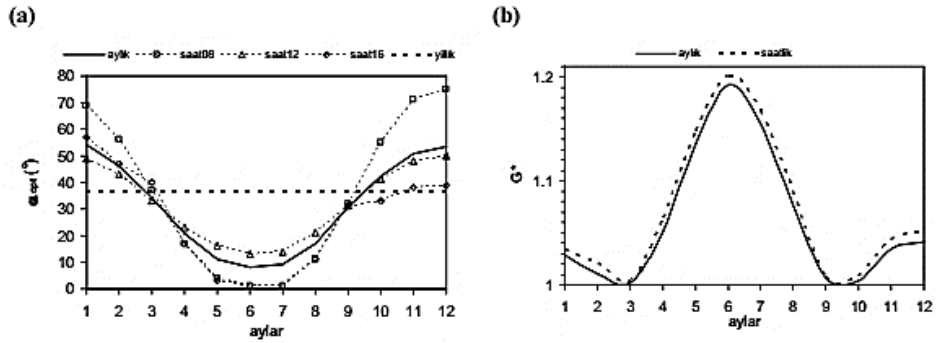 (a)
aylık saat08 saat12 saat16 yıllık
80
70
60
50
40
30
20
10
0
αopt (°)
1 2 3 4 5 6 7 8 9 10 11 12
aylar
(b)
aylık saatlik
1.2
1.1
1
G*
1 2 3 4 5 6 7 8 9 10 11 12
aylar